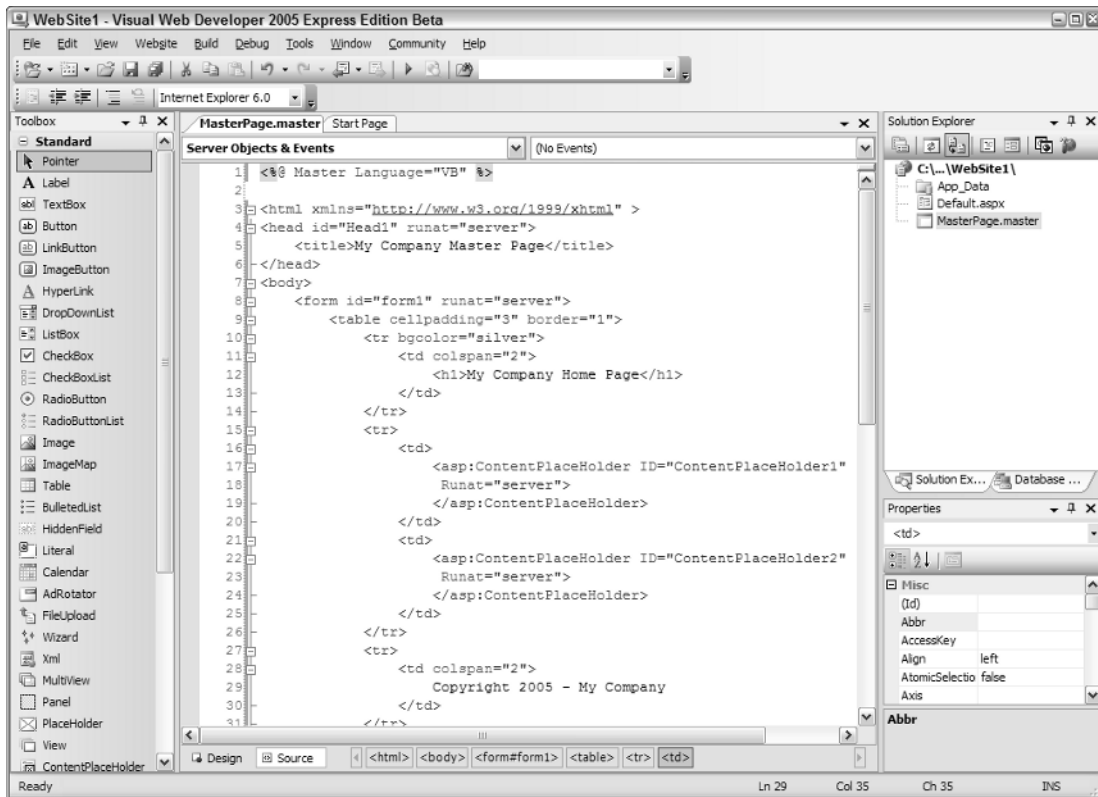 WebSite1 - Visual Web Developer 2005 Express Edition Beta
File Edit View Website Build Debug Tools Window Community Help
Internet Explorer 6.0
Toolbox
Standard
Pointer
A Label
abl TextBox
ab Button
ab LinkButton
ImageButton
A HyperLink
DropDownList
ListBox
CheckBox
CheckBoxList
RadioButton
RadioButtonList
Image
ImageMap
Table
BulletedList
abl HiddenField
Literal
Calendar
AdRotator
FileUpload
Wizard
Xml
MultiView
Panel
PlaceHolder
View
ContentPlaceHolder
MasterPage.master Start Page
Server Objects & Events (No Events)
1 <%@ Master Language="VB" %>
2
3 <html xmlns="http://www.w3.org/1999/xhtml" >
4 <head id="Head1" runat="server">
5 <title>My Company Master Page</title>
6 </head>
7 <body>
8 <form id="form1" runat="server">
9 <table cellpadding="3" border="1">
10 <tr bgcolor="silver">
11 <td colspan="2">
12 <h1>My Company Home Page</h1>
13 </td>
14 </tr>
15 <tr>
16 <td>
17 <asp:ContentPlaceHolder ID="ContentPlaceHolder1"
18 Runat="server">
19 </asp:ContentPlaceHolder>
20 </td>
21 <td>
22 <asp:ContentPlaceHolder ID="ContentPlaceHolder2"
23 Runat="server">
24 </asp:ContentPlaceHolder>
25 </td>
26 </tr>
27 <tr>
28 <td colspan="2">
29 Copyright 2005 - My Company
30 </td>
31 </tr>
Design Source <html> <body> <form#form1> <table> <tr> <td>
Solution Explorer
C:\...\WebSite1\
App_Data
Default.aspx
MasterPage.master
Solution Ex... Database ...
Properties
<td>
Misc
(Id)
Abbr
AccessKey
Align left
AtomicSelectio false
Axis
Abbr
Ready Ln 29 Col 35 Ch 35 INS